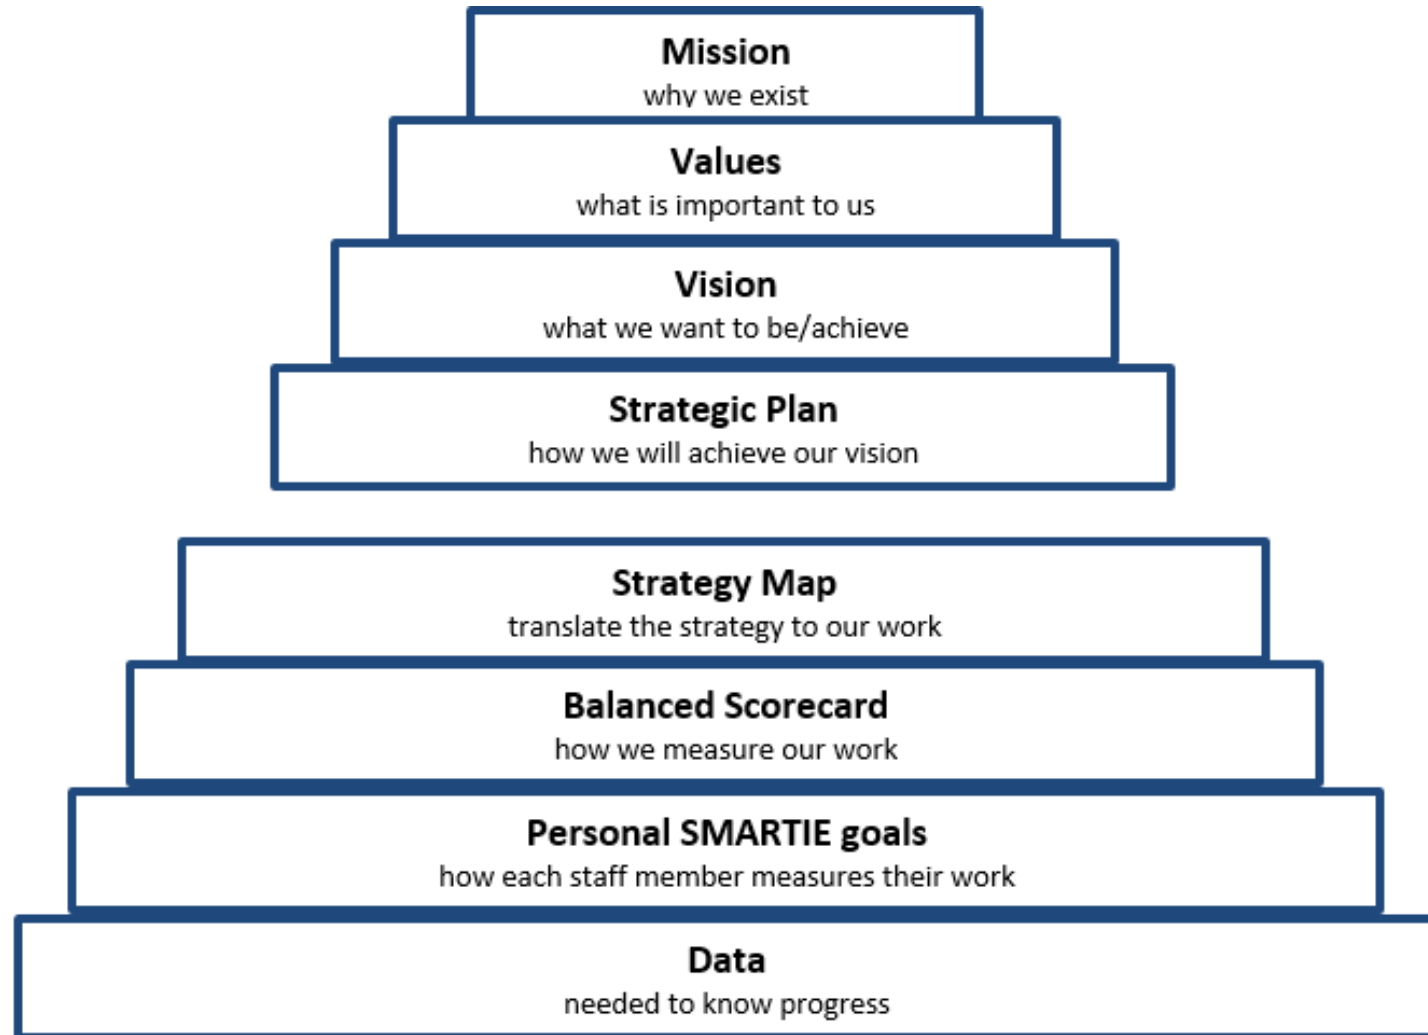 Mission
why we exist
Values
what is important to us
Vision
what we want to be/achieve
Strategic Plan
how we will achieve our vision
Strategy Map
translate the strategy to our work
Balanced Scorecard
how we measure our work
Personal SMARTIE goals
how each staff member measures their work
Data
needed to know progress